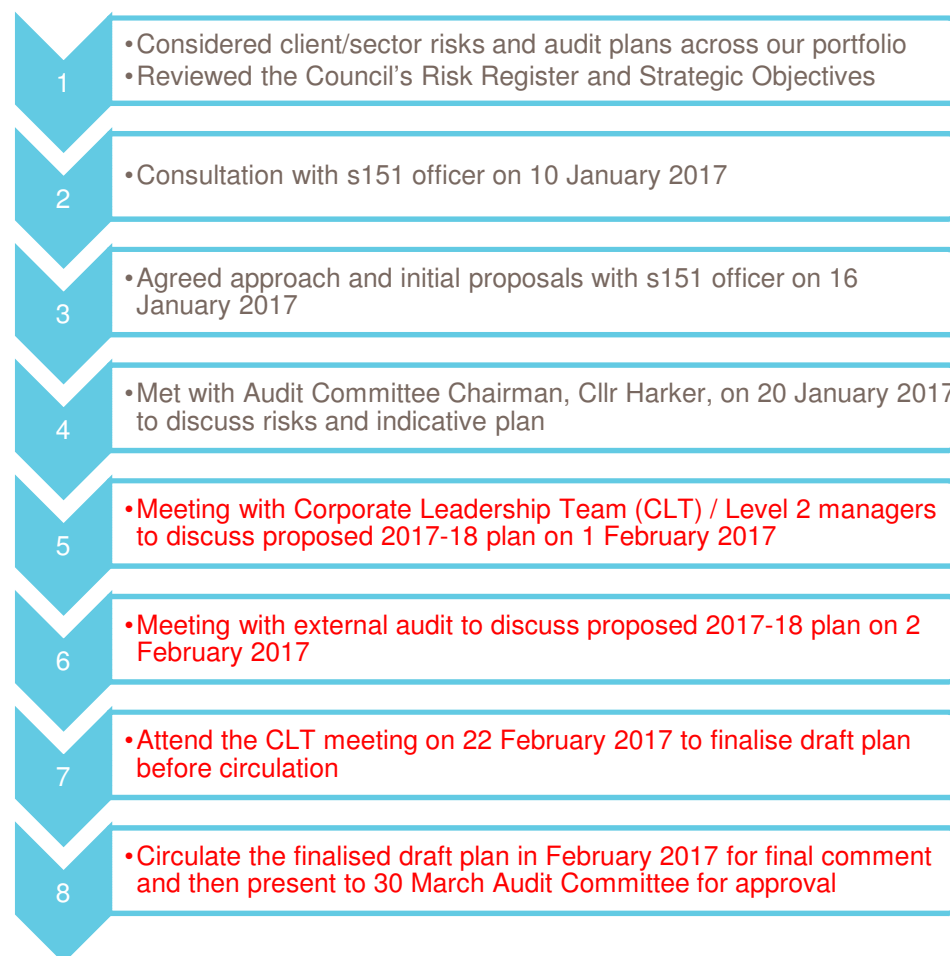 1
•Considered client/sector risks and audit plans across our portfolio
•Reviewed the Council's Risk Register and Strategic Objectives
2
•Consultation with s151 officer on 10 January 2017
3
•Agreed approach and initial proposals with s151 officer on 16
January 2017
4
•Met with Audit Committee Chairman, Cllr Harker, on 20 January 2017
to discuss risks and indicative plan
5
•Meeting with Corporate Leadership Team (CLT) / Level 2 managers
to discuss proposed 2017-18 plan on 1 February 2017
6
•Meeting with external audit to discuss proposed 2017-18 plan on 2
February 2017
7
•Attend the CLT meeting on 22 February 2017 to finalise draft plan
before circulation
8
•Circulate the finalised draft plan in February 2017 for final comment
and then present to 30 March Audit Committee for approval